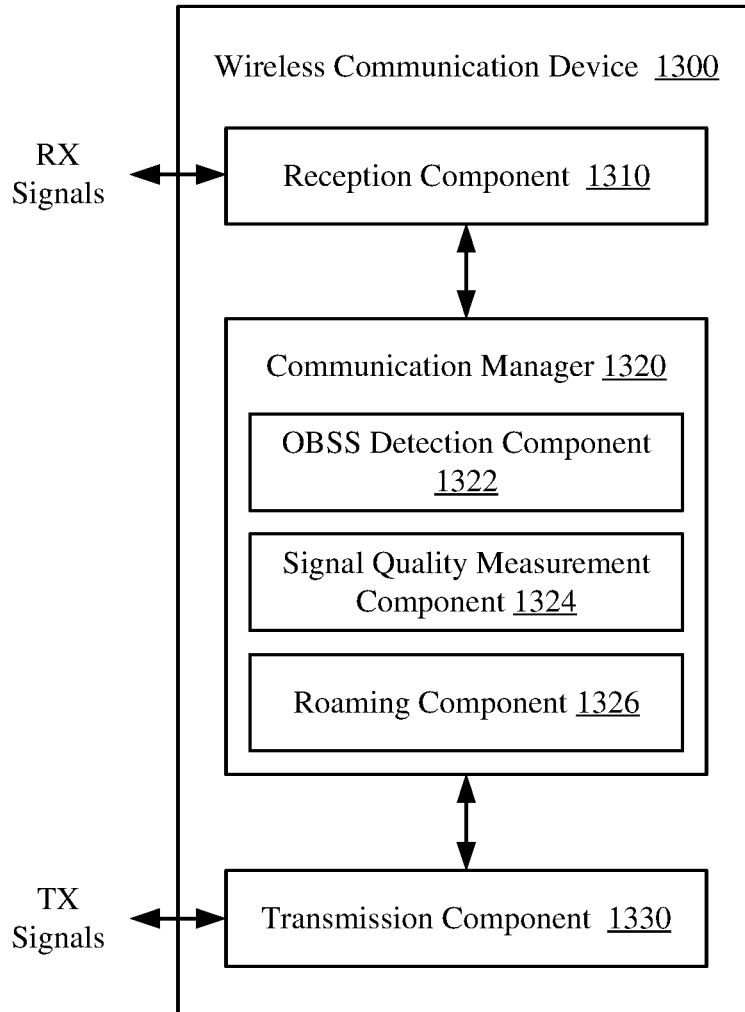 Wireless Communication Device 1300
RX
Signals
Reception Component 1310
Communication Manager 1320
OBSS Detection Component
1322
Signal Quality Measurement
Component 1324
Roaming Component 1326
TX
Signals
Transmission Component 1330